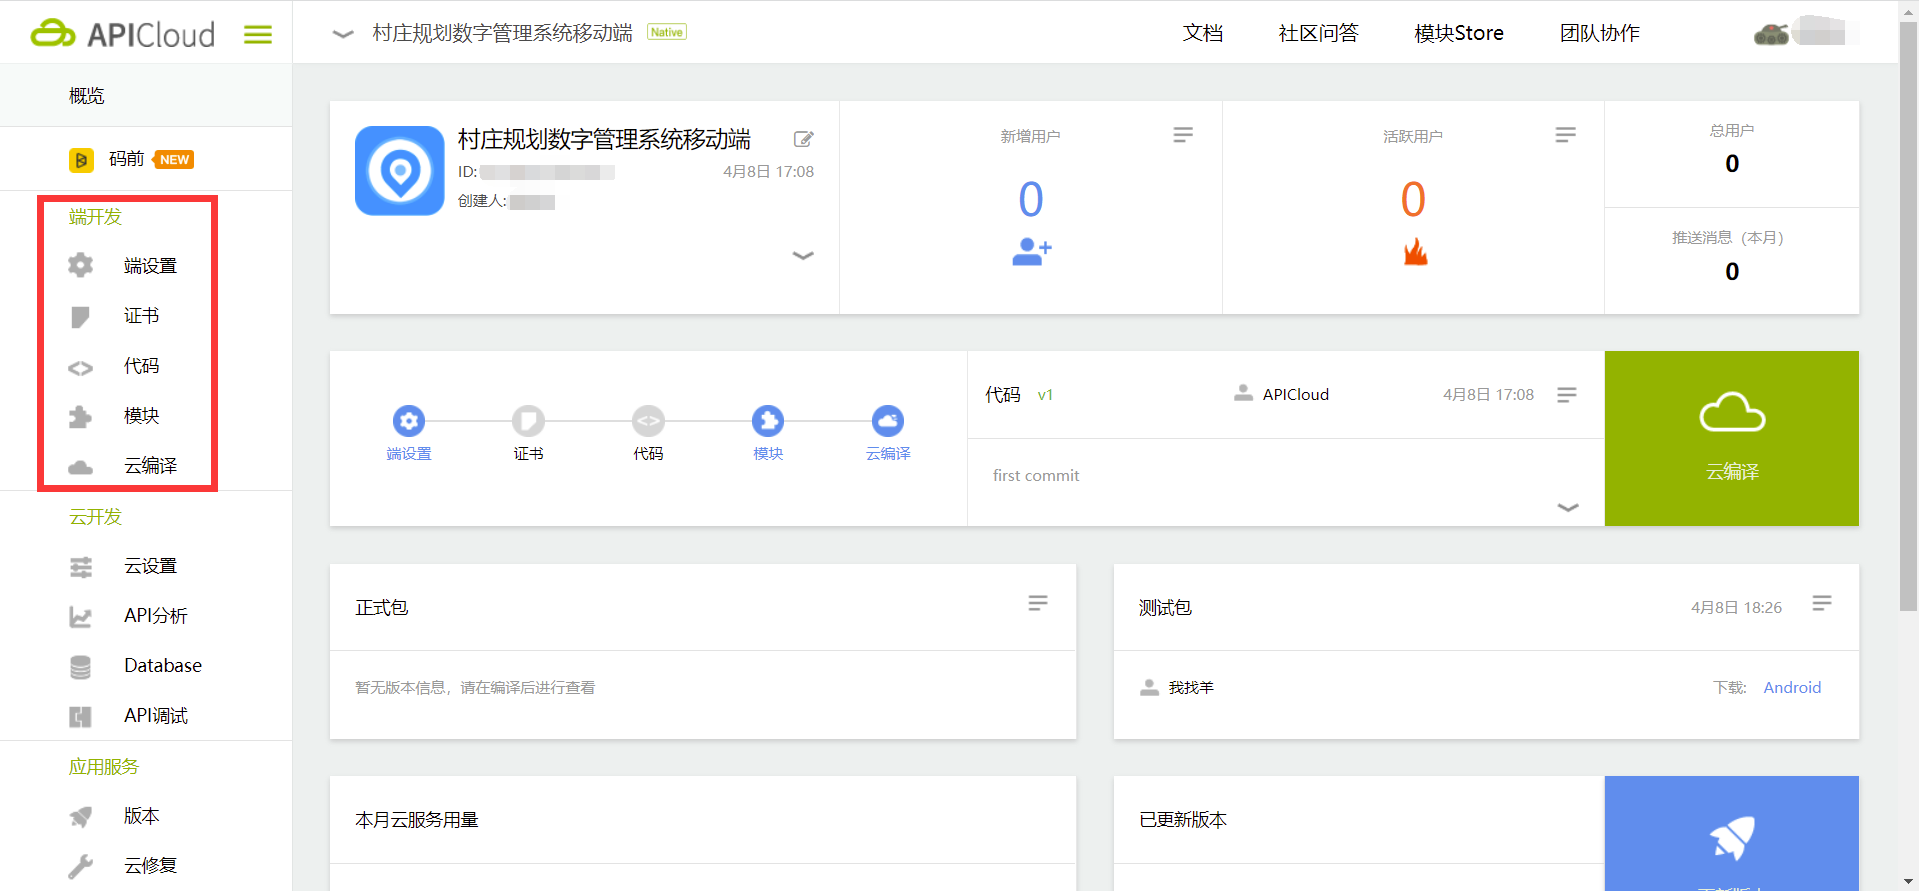 APICloud
村庄规划数字管理系统移动端 Native
文档 社区问答 模块Store 团队协作
概览
码前 NEW
端开发
端设置
证书
代码
模块
云编译
云开发
云设置
API分析
Database
API调试
应用服务
版本
云修复
村庄规划数字管理系统移动端
ID:
4月8日 17:08
创建人:
新增用户
0
活跃用户
0
总用户
0
推送消息（本月）
0
端设置 证书 代码 模块 云编译
代码 v1 APICloud 4月8日 17:08
first commit
云编译
正式包
暂无版本信息，请在编译后进行查看
测试包 4月8日 18:26
我找羊 下载: Android
本月云服务用量
已更新版本